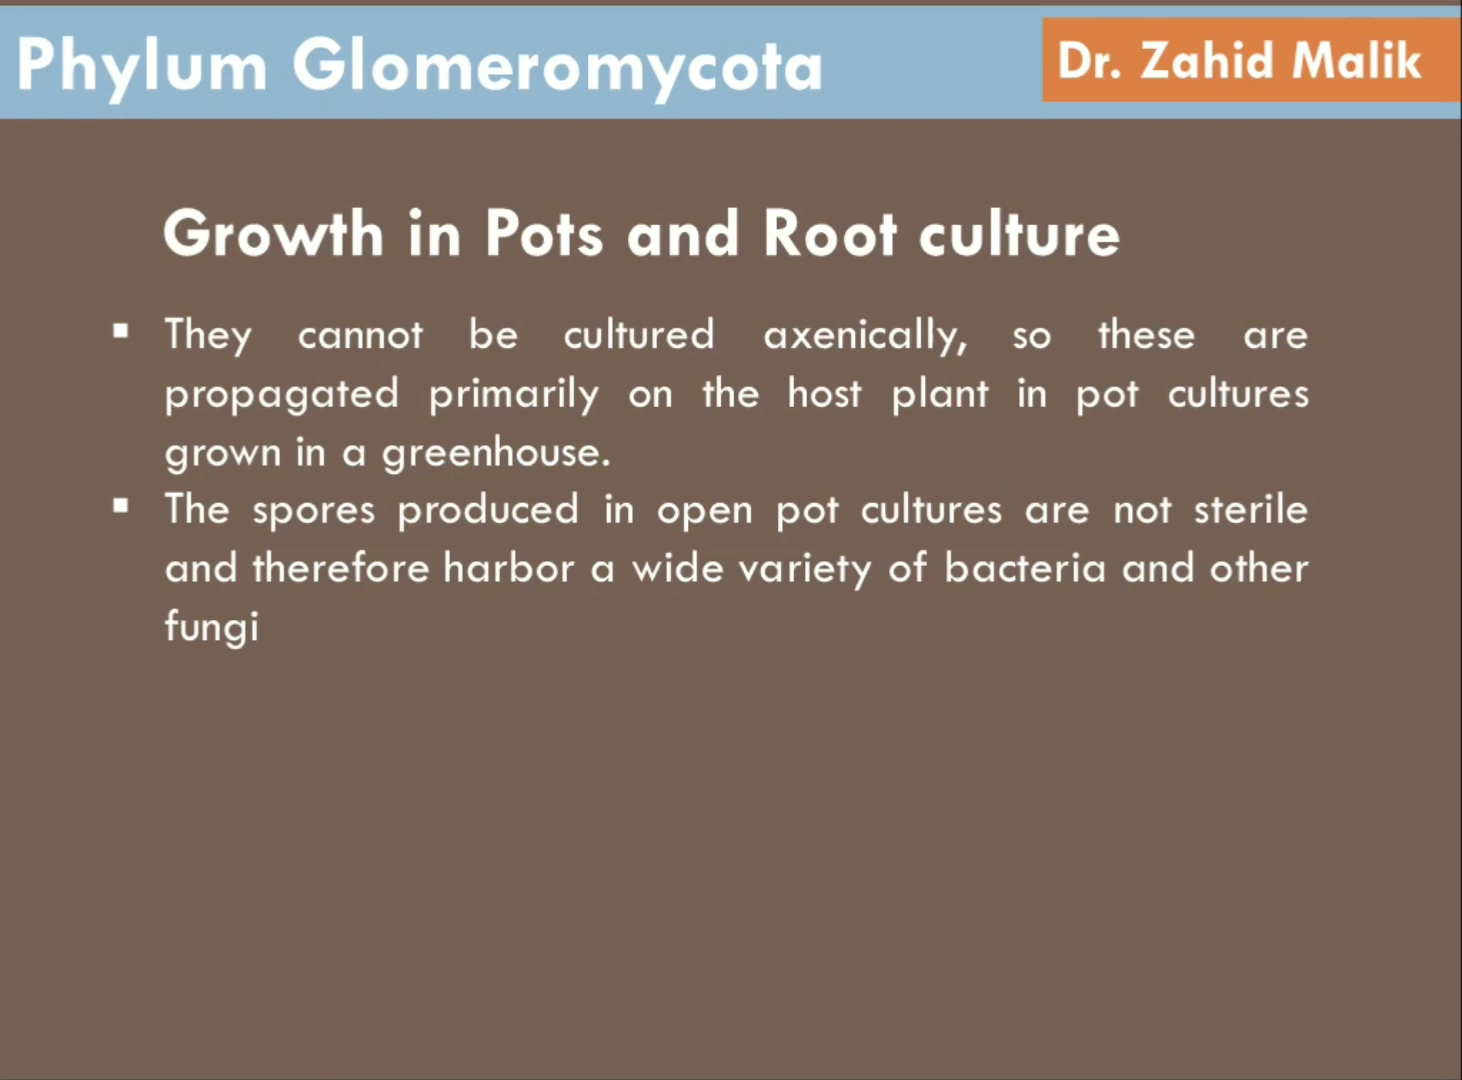 Phylum Glomeromycota
Dr. Zahid Malik
Growth in Pots and Root culture
▪ They cannot be cultured axenically, so these are
propagated primarily on the host plant in pot cultures
grown in a greenhouse.
▪ The spores produced in open pot cultures are not sterile
and therefore harbor a wide variety of bacteria and other
fungi